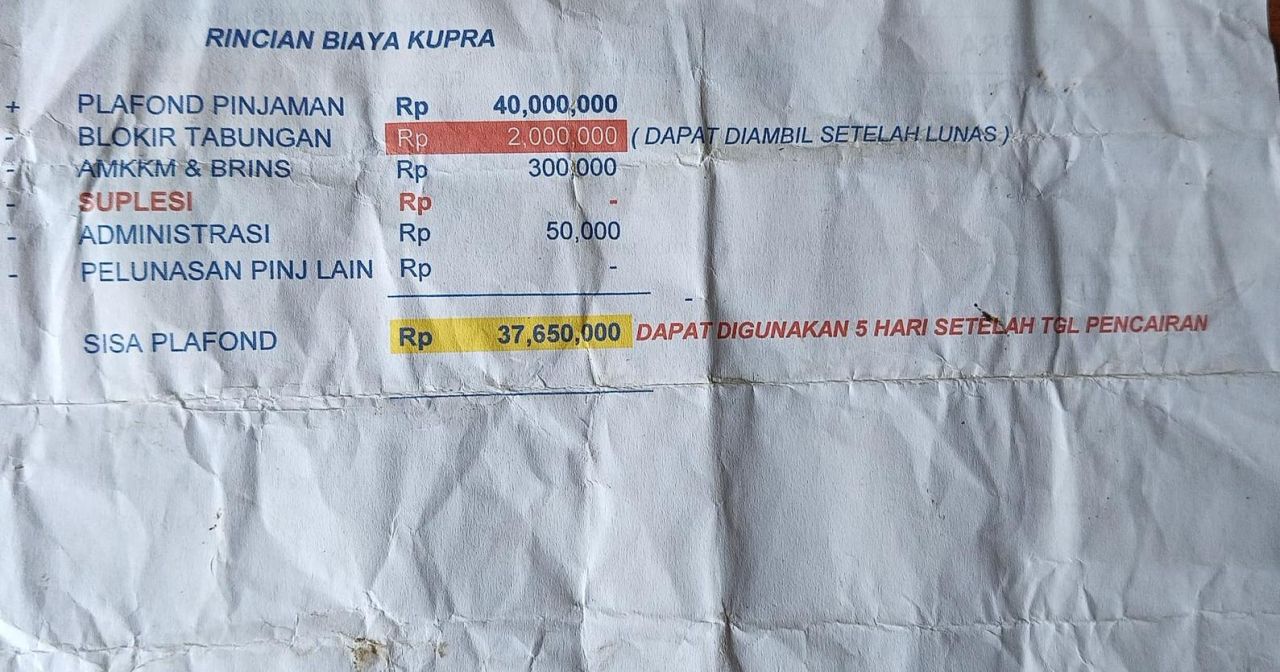 RINCIAN BIAYA KUPRA
+ PLAFOND PINJAMAN Rp 40,000,000
- BLOKIR TABUNGAN Rp 2,000,000 ( DAPAT DIAMBIL SETELAH LUNAS )
- AMKKM & BRINS Rp 300,000
- SUPLESI Rp -
- ADMINISTRASI Rp 50,000
- PELUNASAN PINJ LAIN Rp -
-
SISA PLAFOND Rp 37,650,000 DAPAT DIGUNAKAN 5 HARI SETELAH TGL PENCAIRAN